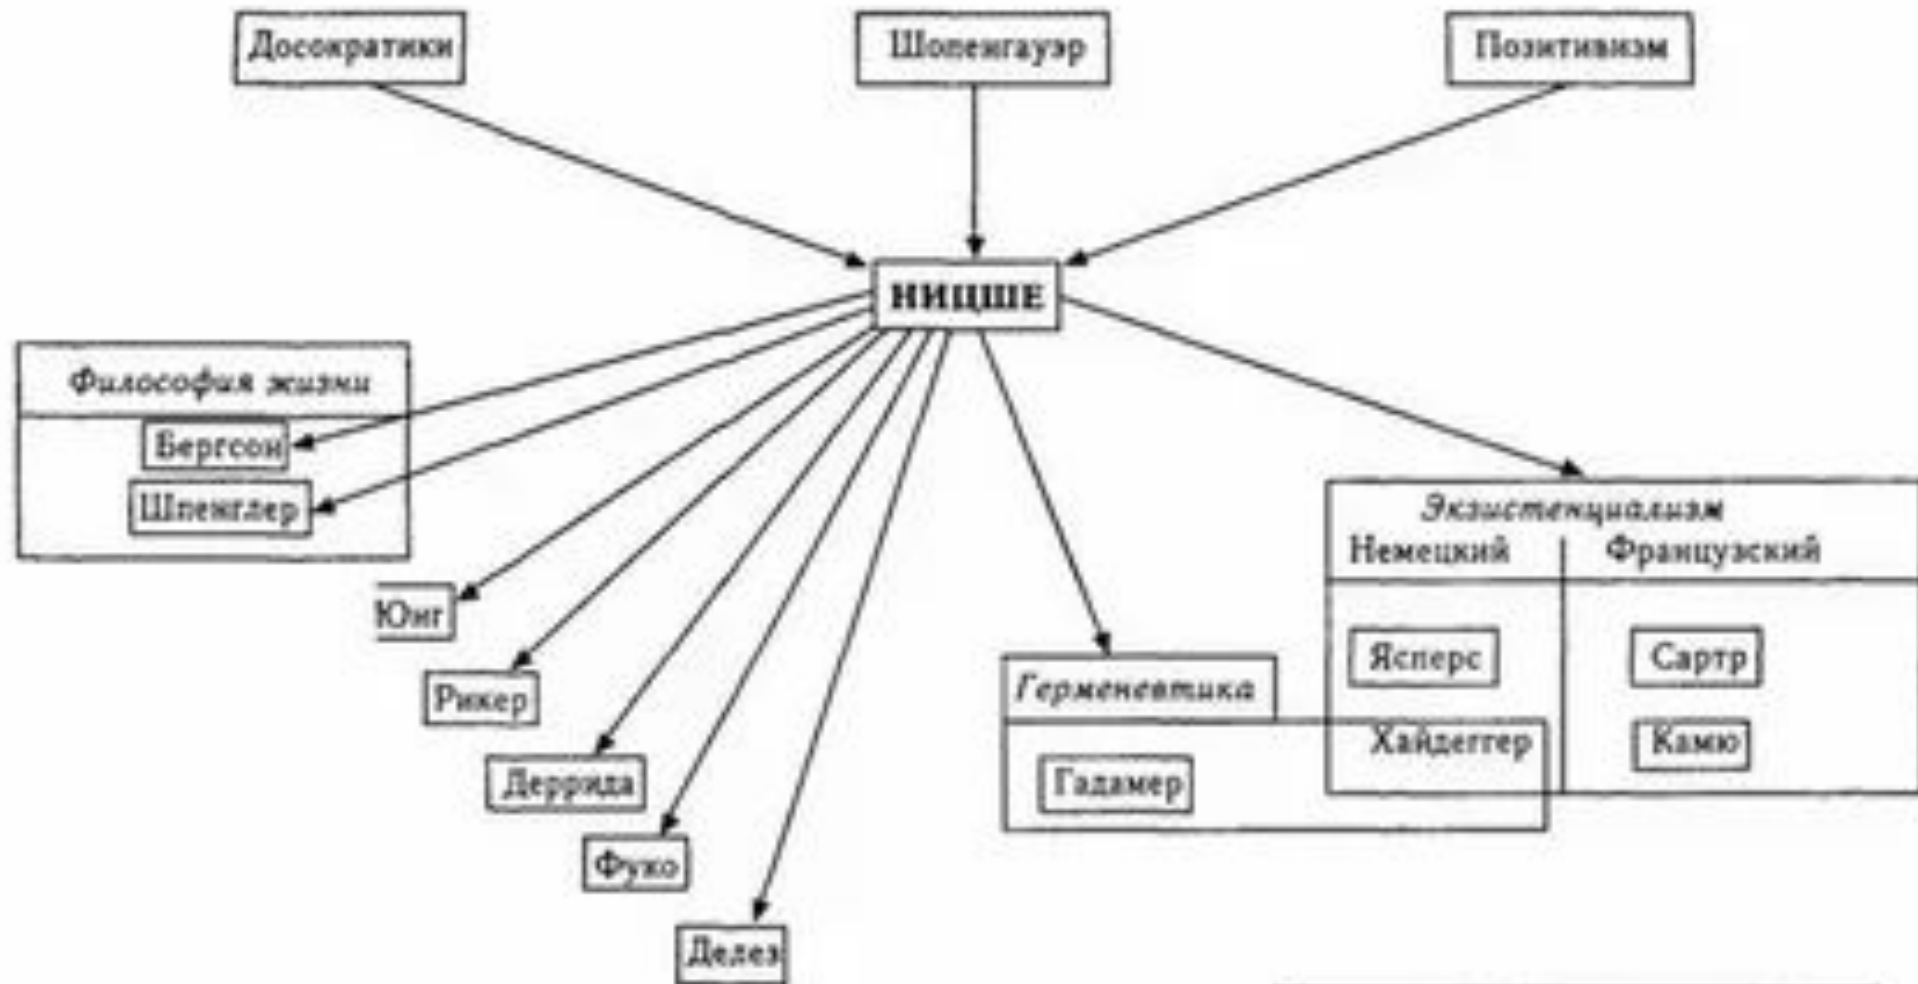 Досократики
Шопенгауэр
Позитивизм
НИЦШЕ
Философия жизни
Бергсон
Шпенглер
Юнг
Рикер
Деррида
Фуко
Делез
Герменевтика
Гадамер
Экзистенциализм
Немецкий Французский
Ясперс Сартр
Хайдеггер Камю